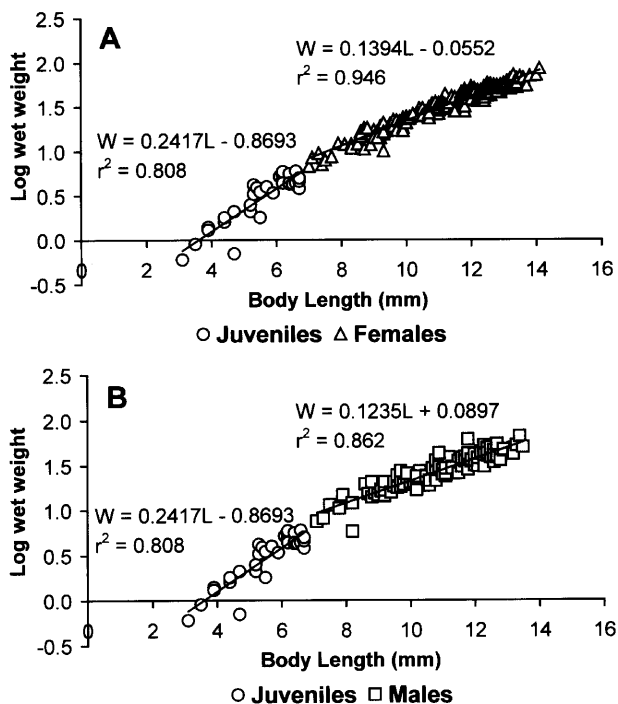 A
W = 0.1394L - 0.0552
r² = 0.946
W = 0.2417L - 0.8693
r² = 0.808
Log wet weight
2.5
2.0
1.5
1.0
0.5
0.0
-0.5
0 2 4 6 8 10 12 14 16
Body Length (mm)
Juveniles Females
B
W = 0.1235L + 0.0897
r² = 0.862
W = 0.2417L - 0.8693
r² = 0.808
Log wet weight
2.5
2.0
1.5
1.0
0.5
0.0
-0.5
0 2 4 6 8 10 12 14 16
Body Length (mm)
Juveniles Males